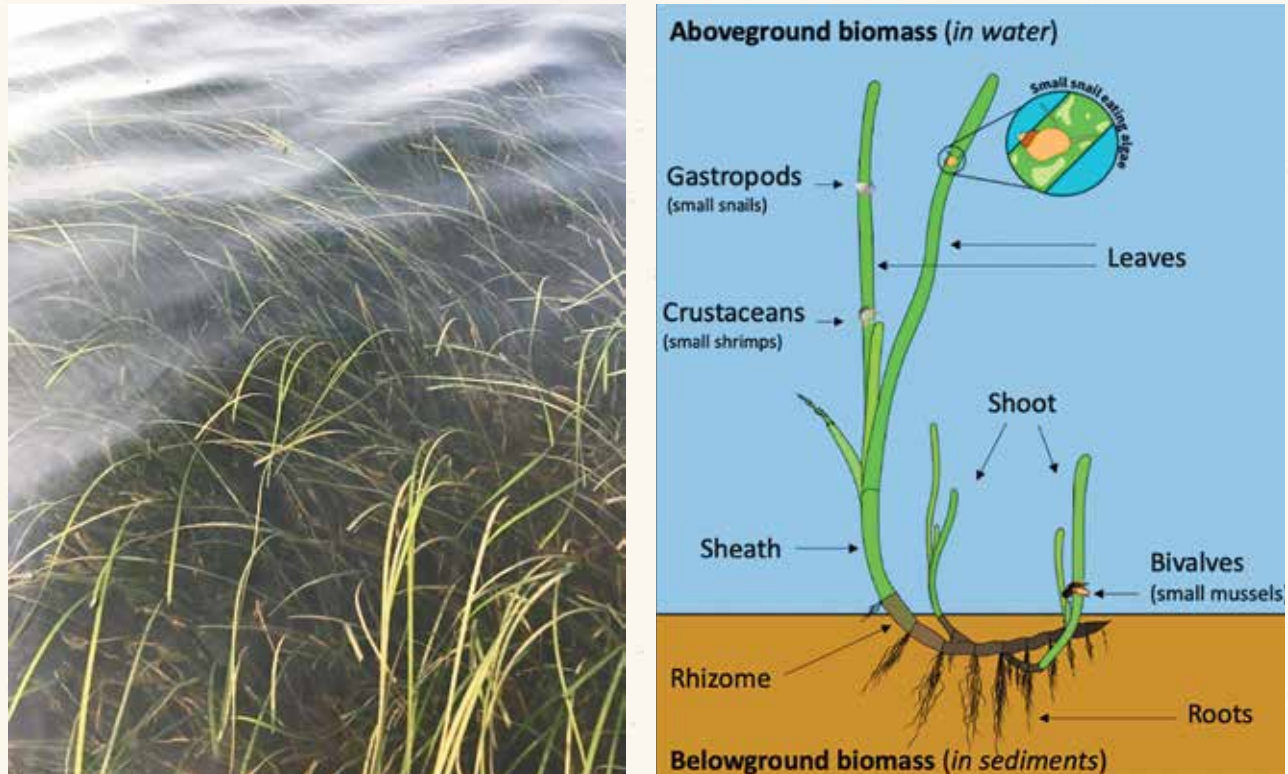 Aboveground biomass (in water)
Small snail eating algae
Gastropods
(small snails)
Leaves
Crustaceans
(small shrimps)
Shoot
Sheath
Bivalves
(small mussels)
Rhizome
Roots
Belowground biomass (in sediments)